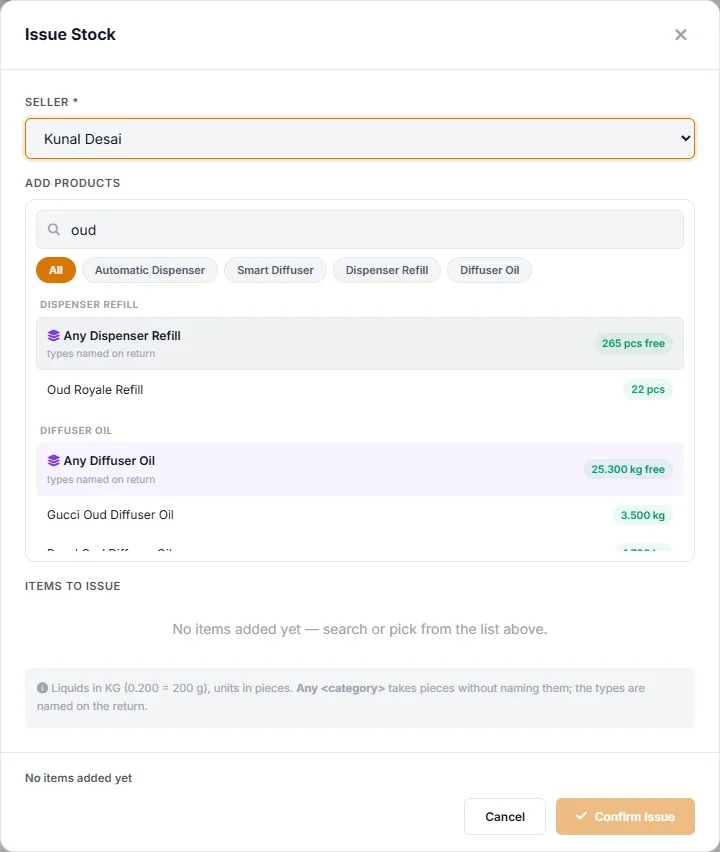 Issue Stock
SELLER *
Kunal Desai
ADD PRODUCTS
oud
All
Automatic Dispenser
Smart Diffuser
Dispenser Refill
Diffuser Oil
DISPENSER REFILL
Any Dispenser Refill
types named on return
265 pcs free
Oud Royale Refill
22 pcs
DIFFUSER OIL
Any Diffuser Oil
types named on return
25.300 kg free
Gucci Oud Diffuser Oil
3.500 kg
ITEMS TO ISSUE
No items added yet — search or pick from the list above.
Liquids in KG (0.200 = 200 g), units in pieces. Any <category> takes pieces without naming them; the types are
named on the return.
No items added yet
Cancel
Confirm Issue